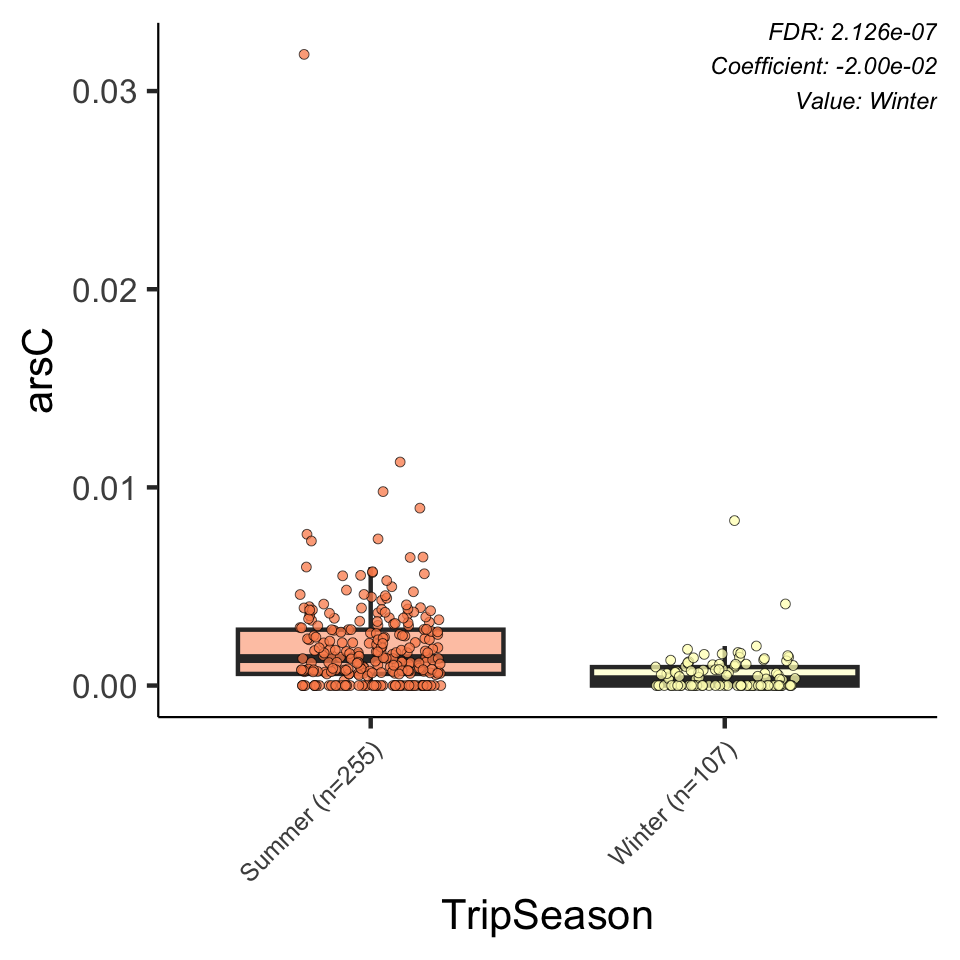 FDR: 2.126e-07
Coefficient: -2.00e-02
Value: Winter
0.03
0.02
0.01
0.00
arsC
Summer (n=255)
Winter (n=107)
TripSeason